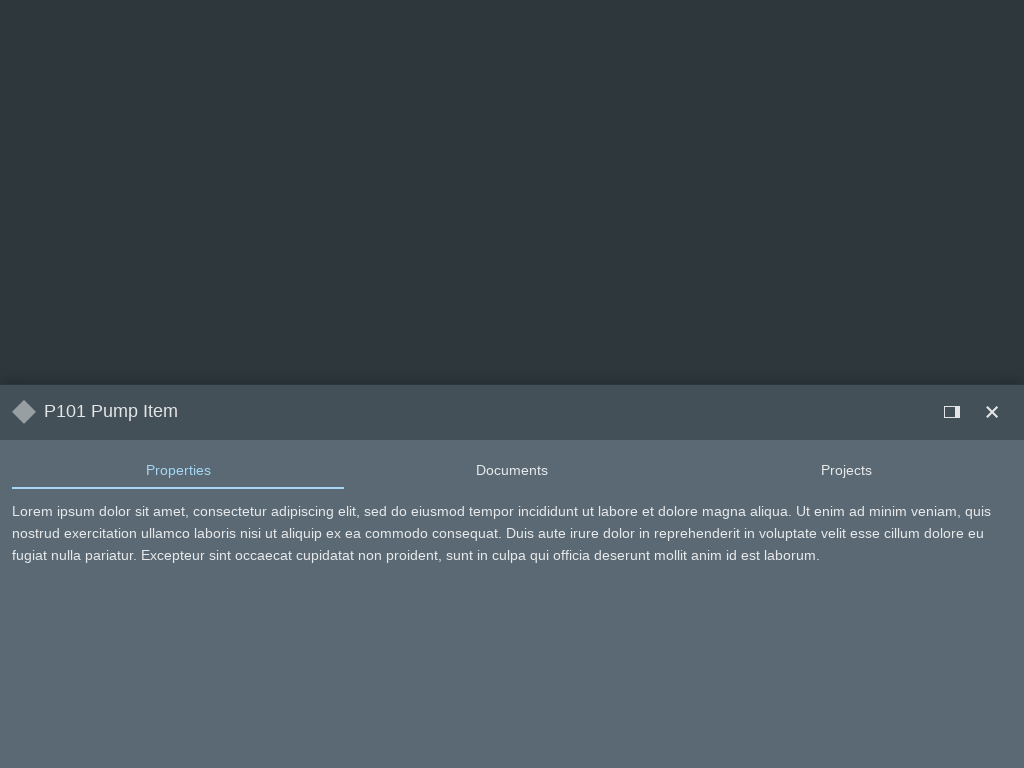 P101 Pump Item
Properties Documents Projects
Lorem ipsum dolor sit amet, consectetur adipiscing elit, sed do eiusmod tempor incididunt ut labore et dolore magna aliqua. Ut enim ad minim veniam, quis
nostrud exercitation ullamco laboris nisi ut aliquip ex ea commodo consequat. Duis aute irure dolor in reprehenderit in voluptate velit esse cillum dolore eu
fugiat nulla pariatur. Excepteur sint occaecat cupidatat non proident, sunt in culpa qui officia deserunt mollit anim id est laborum.